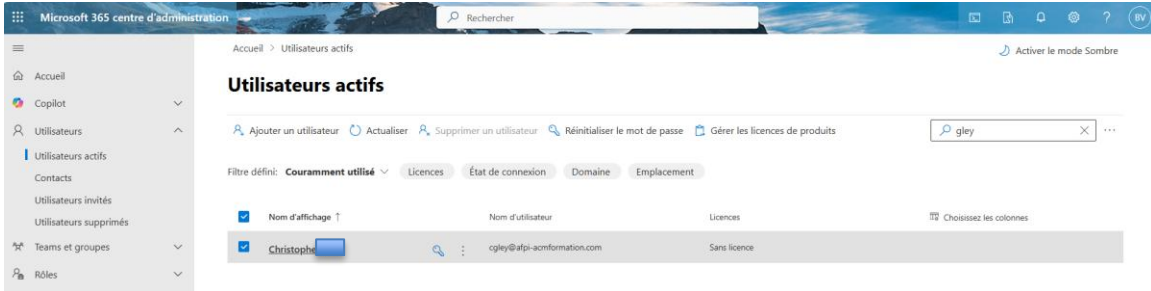 Microsoft 365 centre d'administration
Rechercher
BV
Accueil > Utilisateurs actifs
Activer le mode Sombre
Accueil
Copilot
Utilisateurs
Utilisateurs actifs
Contacts
Utilisateurs invités
Utilisateurs supprimés
Teams et groupes
Rôles
Utilisateurs actifs
Ajouter un utilisateur Actualiser Supprimer un utilisateur Réinitialiser le mot de passe Gérer les licences de produits
gley
Filtre défini: Couramment utilisé Licences État de connexion Domaine Emplacement
Nom d'affichage ↑ Nom d'utilisateur Licences Choisissez les colonnes
Christophe cgley@afpi-acmformation.com Sans licence